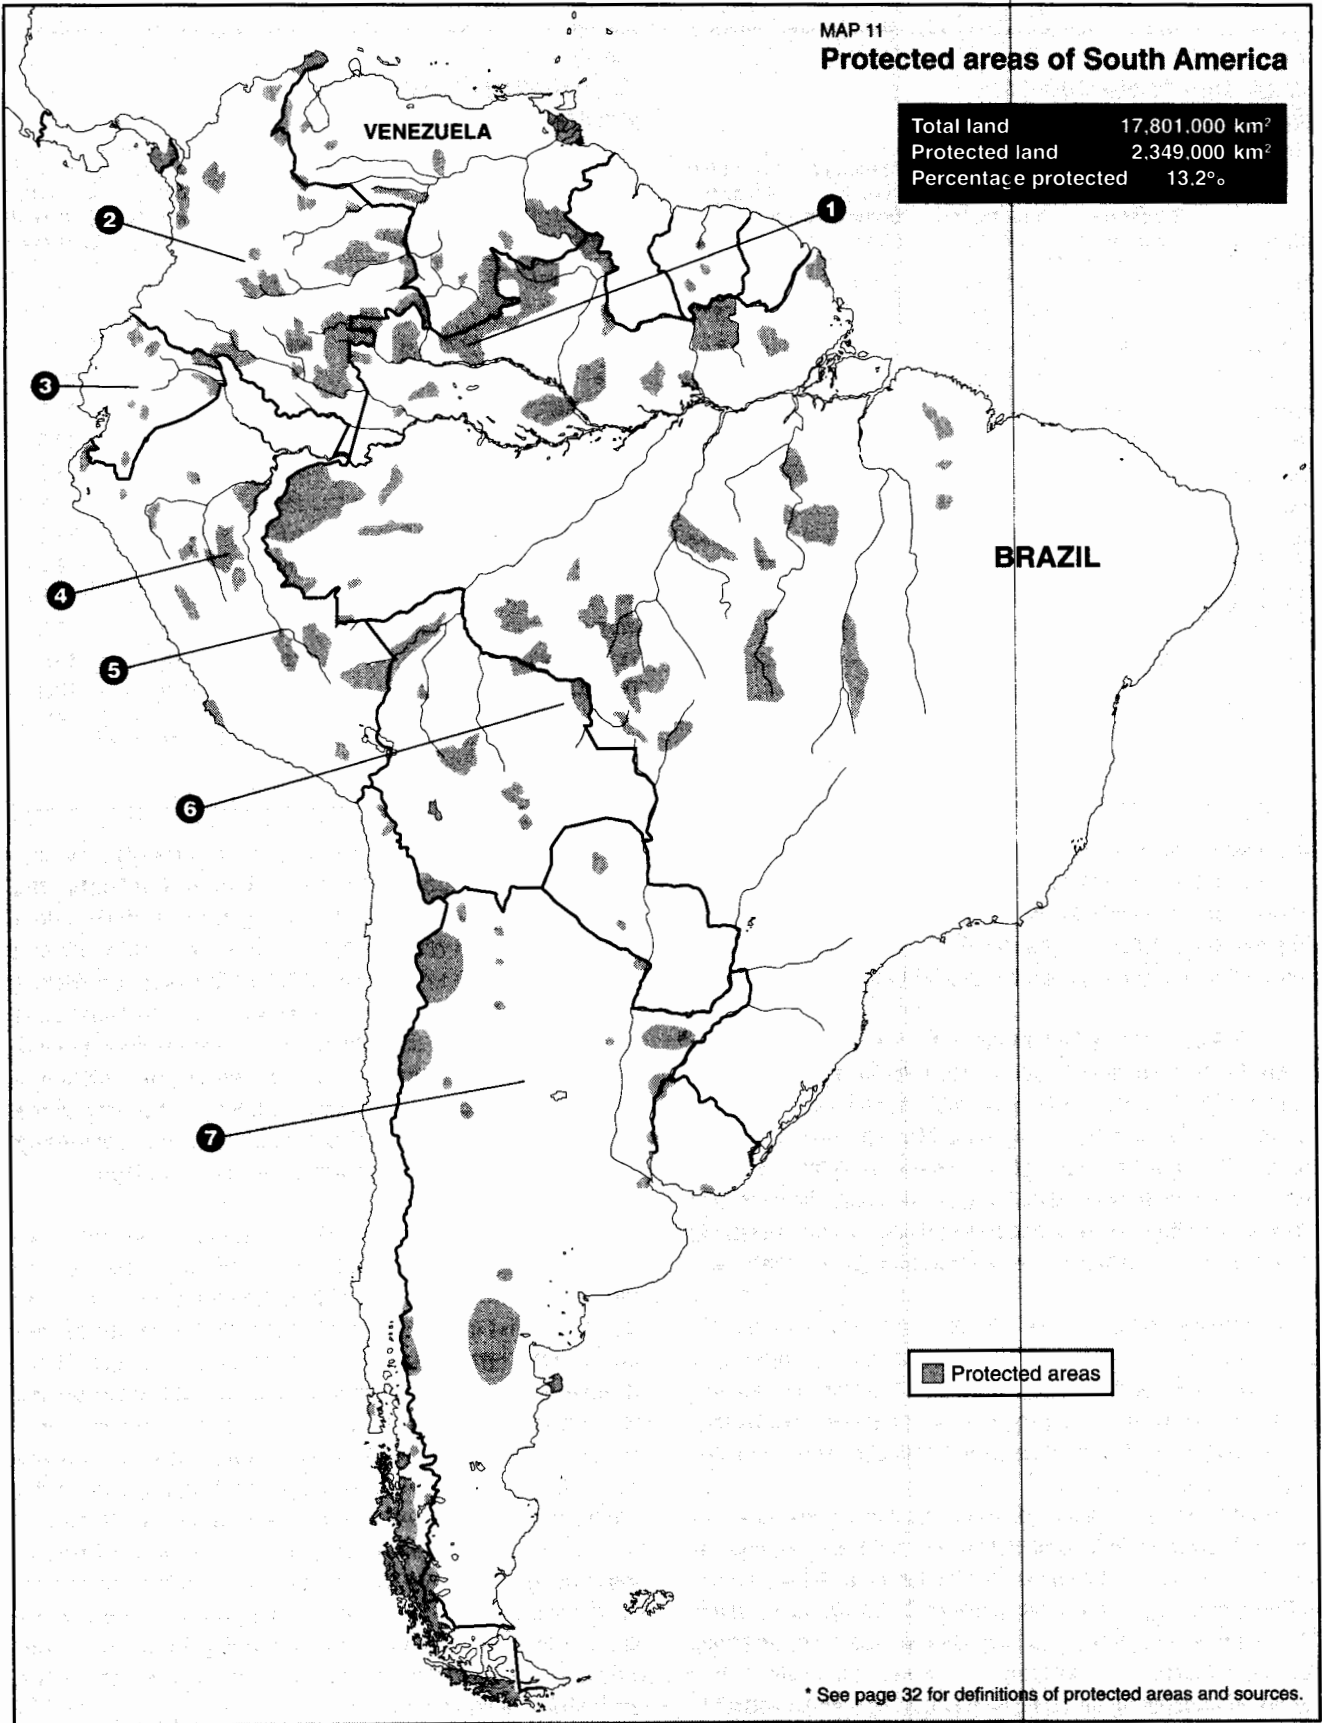 MAP 11
Protected areas of South America
Total land 17,801,000 km²
Protected land 2,349,000 km²
Percentage protected 13.2%
VENEZUELA
1
2
3
4
BRAZIL
5
6
7
Protected areas
* See page 32 for definitions of protected areas and sources.